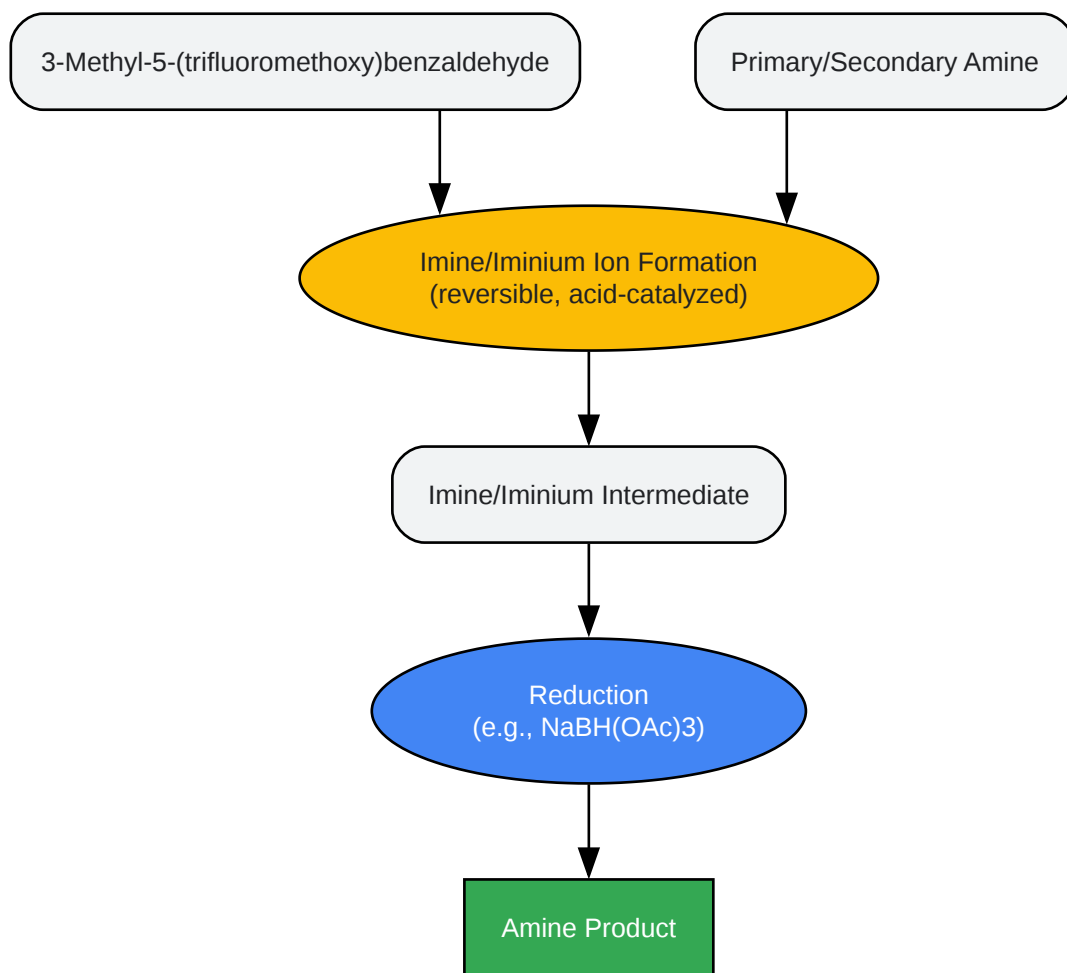 3-Methyl-5-(trifluoromethoxy)benzaldehyde
Primary/Secondary Amine
Imine/Iminium Ion Formation
(reversible, acid-catalyzed)
Imine/Iminium Intermediate
Reduction
(e.g., NaBH(OAc)3)
Amine Product